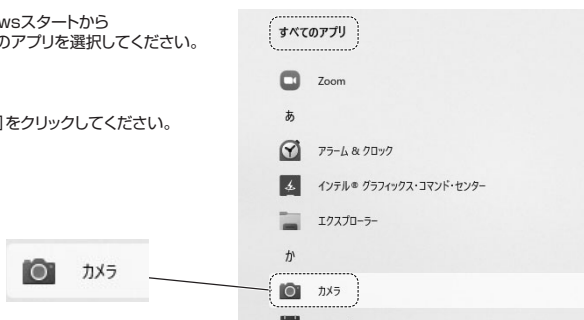 wsスタートから
のアプリを選択してください。
]をクリックしてください。
カメラ
すべてのアプリ
Zoom
あ
アラーム & クロック
インテル® グラフィックス・コマンド・センター
エクスプローラー
か
カメラ